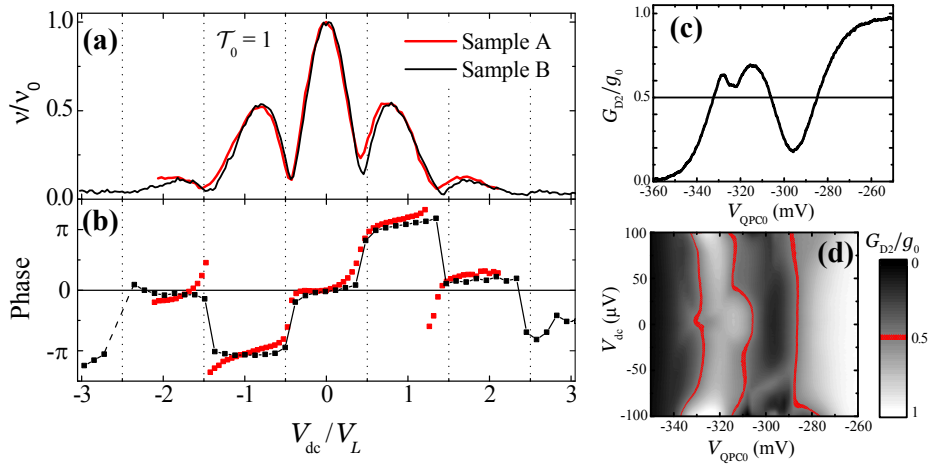 (a)
𝒯₀ = 1
Sample A
Sample B
ν/ν₀
1.0
0.5
0.0
(b)
Phase
π
0
-π
-3 -2 -1 0 1 2 3
V_dc / V_L
(c)
G_D2/g₀
1.0
0.5
0.0
-360 -340 -320 -300 -280 -260
V_QPC0 (mV)
(d)
V_dc (μV)
100
50
0
-50
-100
-340 -320 -300 -280 -260
V_QPC0 (mV)
G_D2/g₀
0
0.5
1